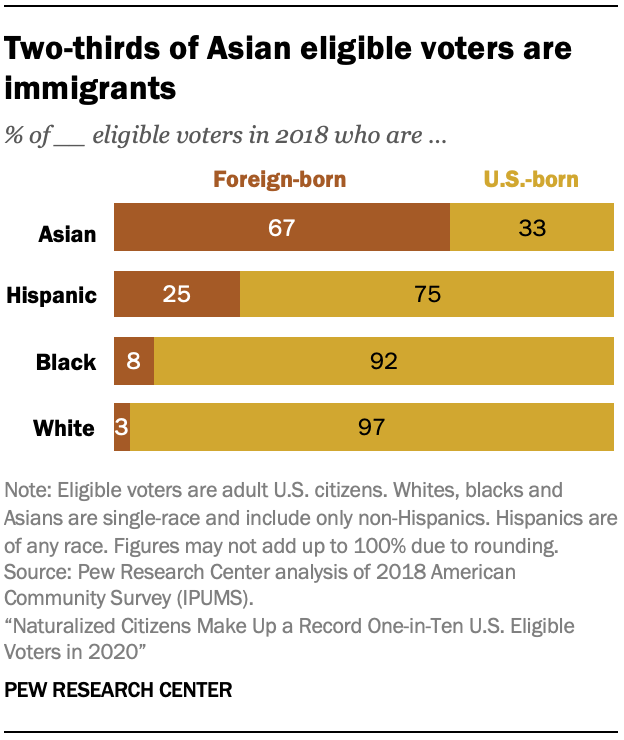 Two-thirds of Asian eligible voters are
immigrants
% of __ eligible voters in 2018 who are ...
Foreign-born U.S.-born
Asian 67 33
Hispanic 25 75
Black 8 92
White 3 97
Note: Eligible voters are adult U.S. citizens. Whites, blacks and
Asians are single-race and include only non-Hispanics. Hispanics are
of any race. Figures may not add up to 100% due to rounding.
Source: Pew Research Center analysis of 2018 American
Community Survey (IPUMS).
“Naturalized Citizens Make Up a Record One-in-Ten U.S. Eligible
Voters in 2020”
PEW RESEARCH CENTER